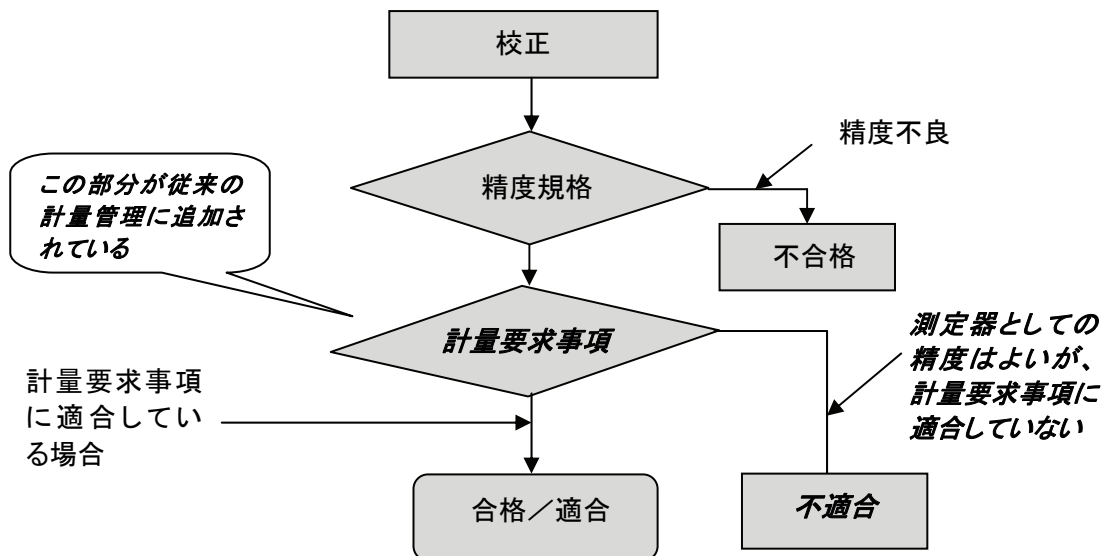 校正
精度不良
精度規格
この部分が従来の
計量管理に追加さ
れている
不合格
計量要求事項
測定器としての
精度はよいが、
計量要求事項に
適合していない
計量要求事項
に適合してい
る場合
合格／適合
不適合